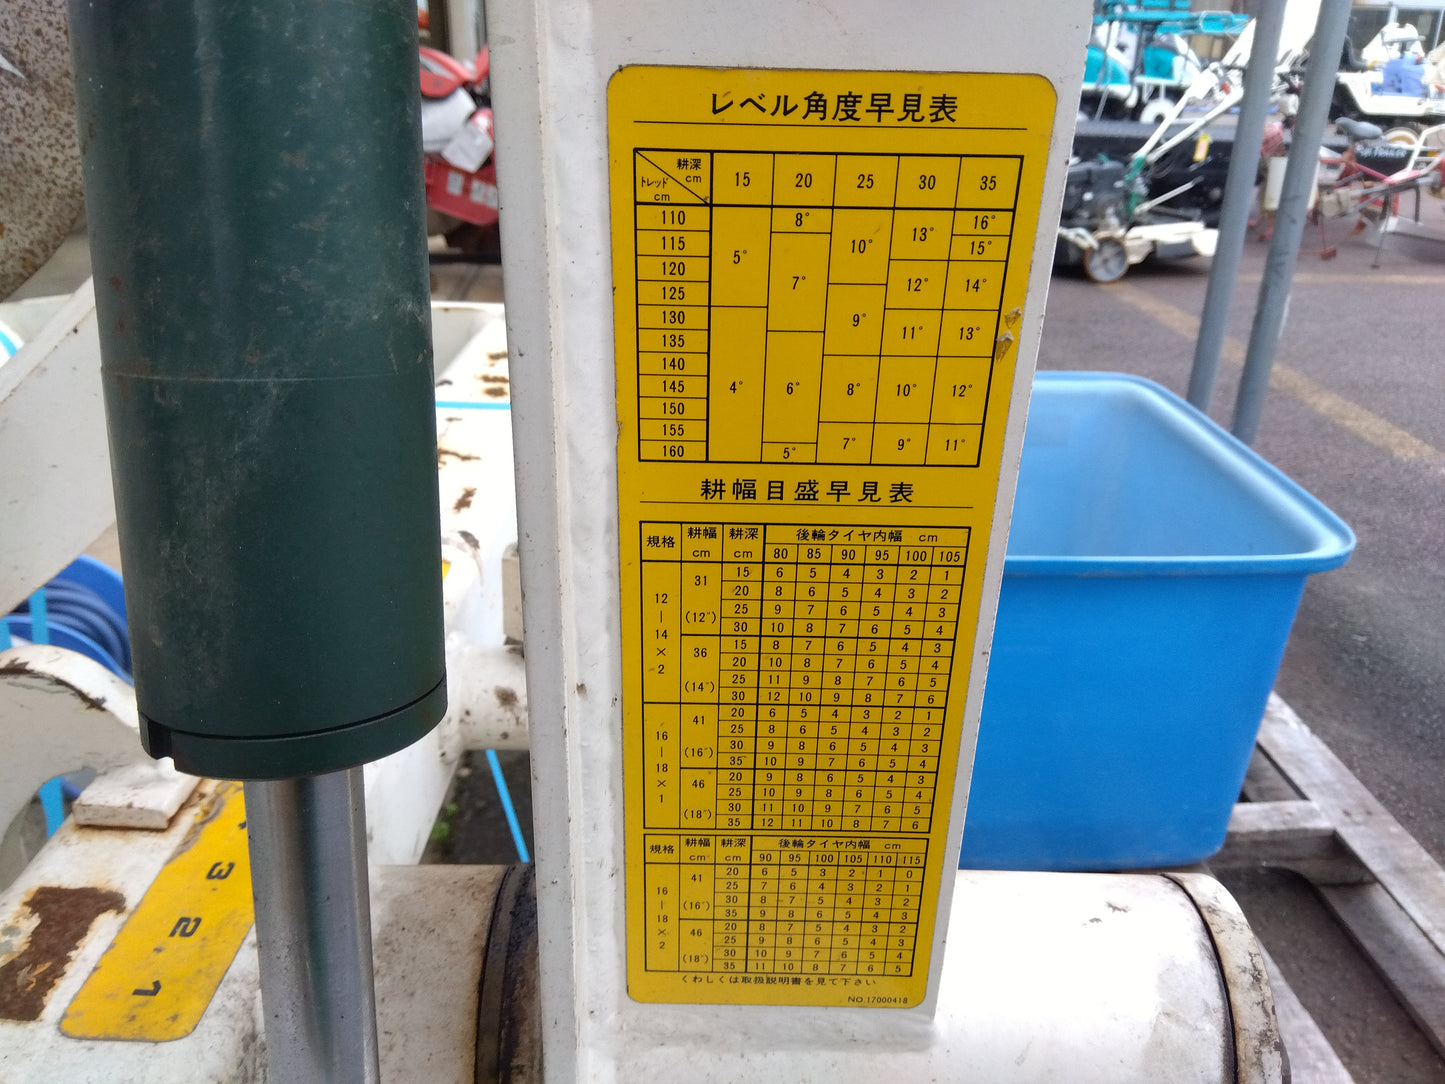 レベル角度早見表
耕深 cm トレッド cm 15 20 25 30 35
110 5° 8° 10° 13° 16°
115 7° 15°
120 12° 14°
125 9°
130 4° 11° 13°
135 6°
140 8° 10° 12°
145
150
155 7° 9° 11°
160 5°
耕幅目盛早見表
規格 耕幅 cm 耕深 cm 後輪タイヤ内幅 cm
80 85 90 95 100 105
12-14×2 31 (12") 15 6 5 4 3 2 1
20 8 6 5 4 3 2
25 9 7 6 5 4 3
30 10 8 7 6 5 4
36 (14") 15 8 7 6 5 4 3
20 10 8 7 6 5 4
25 11 9 8 7 6 5
30 12 10 9 8 7 6
16-18×1 41 (16") 20 6 5 4 3 2 1
25 8 6 5 4 3 2
30 9 8 6 5 4 3
35 10 9 7 6 5 4
46 (18") 20 9 8 6 5 4 3
25 10 9 8 6 5 4
30 11 10 9 7 6 5
35 12 11 10 8 7 6
規格 耕幅 cm 耕深 cm 後輪タイヤ内幅 cm
90 95 100 105 110 115
16-18×2 41 (16") 20 6 5 3 2 1 0
25 7 6 4 3 2 1
30 8 7 5 4 3 2
35 9 8 6 5 4 3
46 (18") 20 8 7 5 4 3 2
25 9 8 6 5 4 3
30 10 9 7 6 5 4
35 11 10 8 7 6 5
くわしくは取扱説明書を見て下さい
NO.17000418
3
2
1